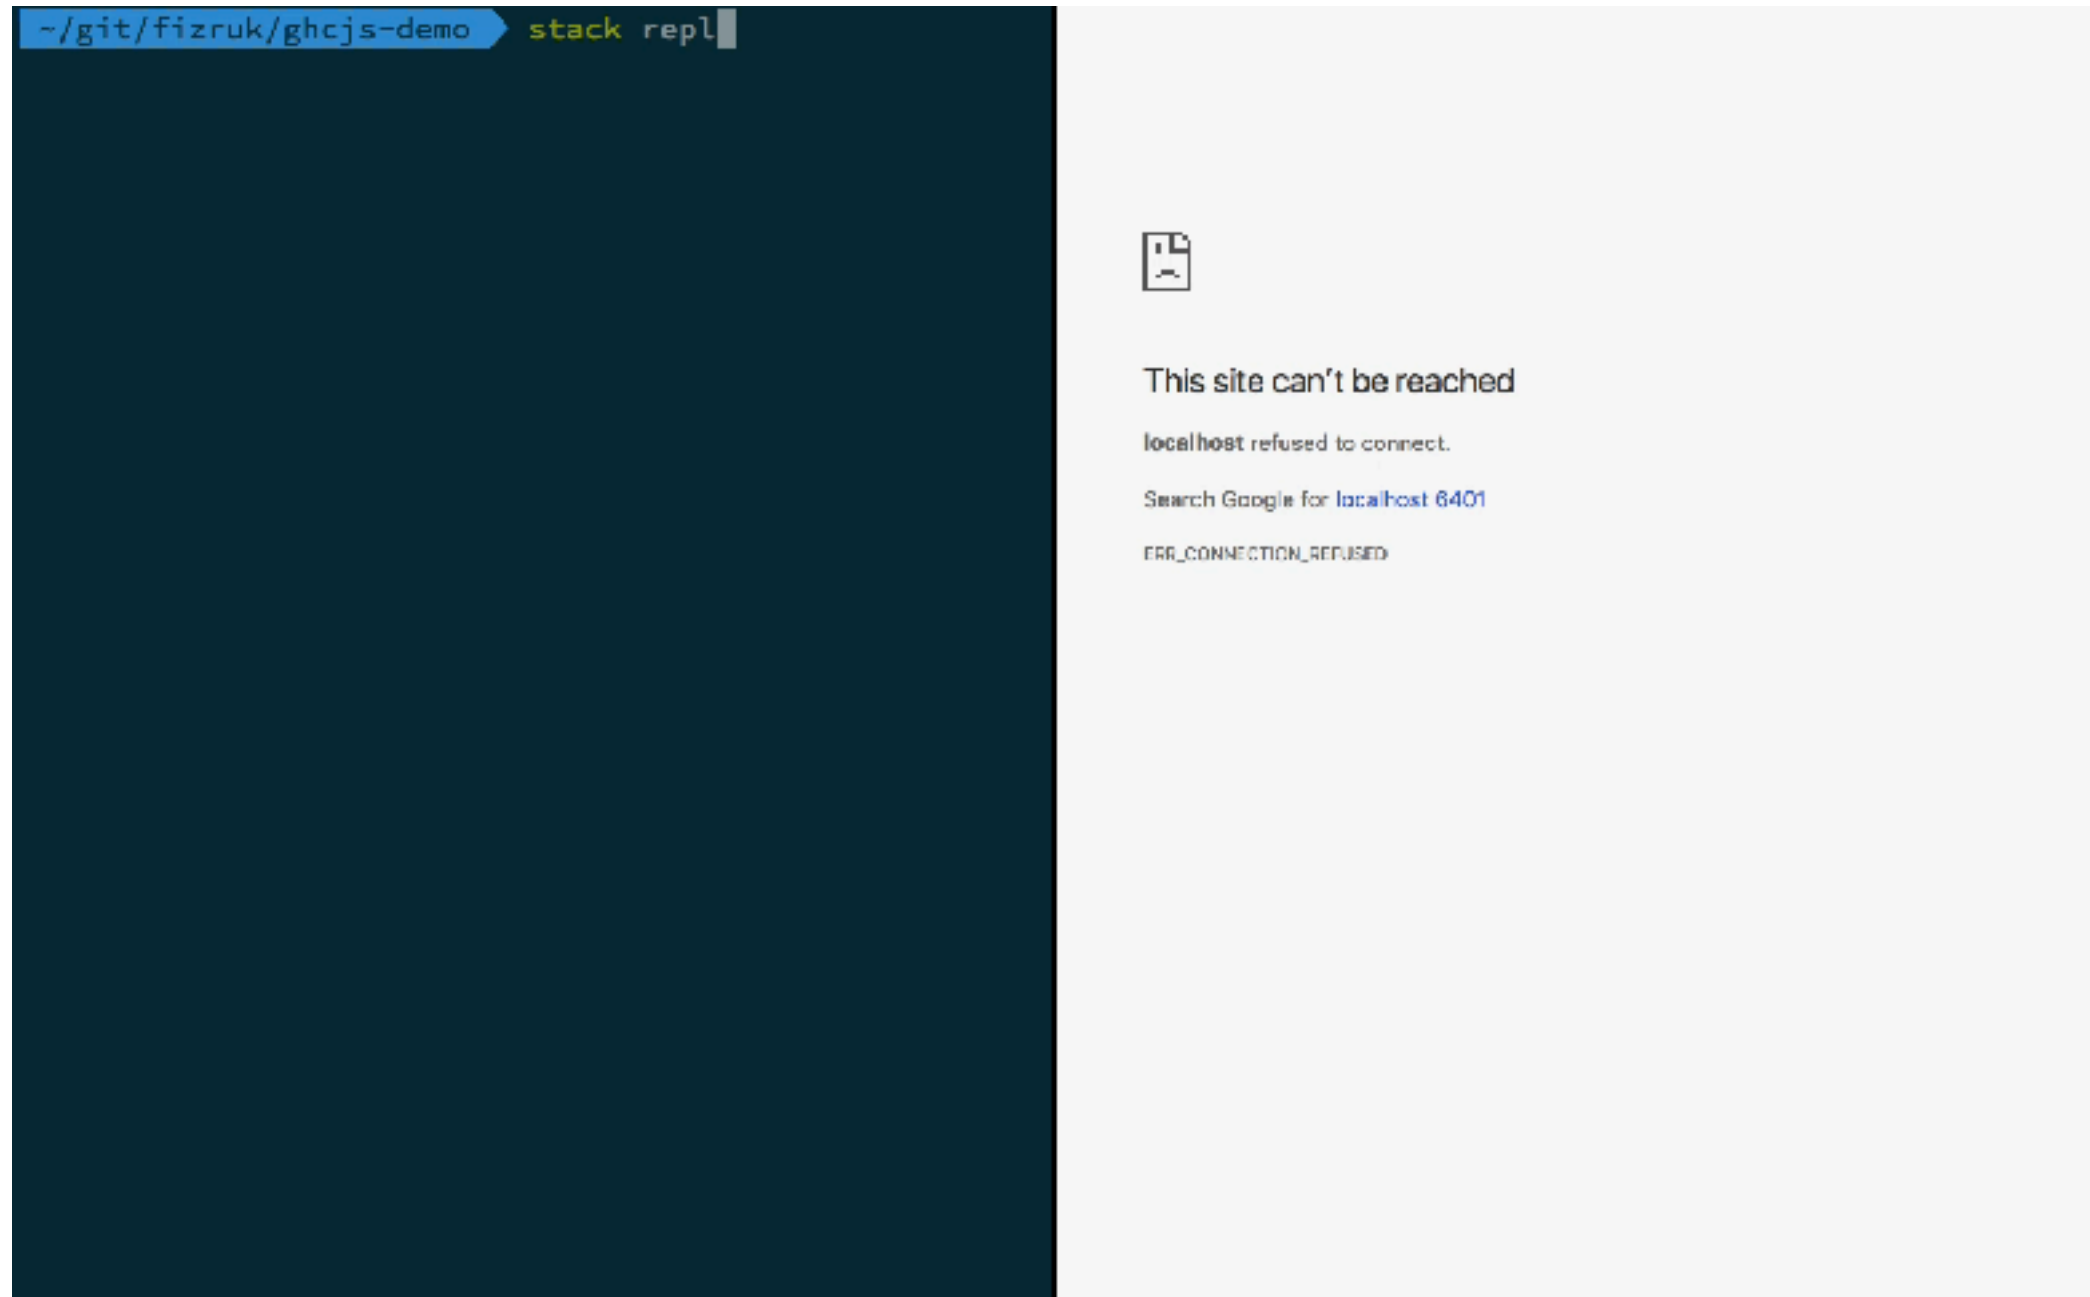 ~/git/fizruk/ghcjs-demo stack repl
This site can't be reached
localhost refused to connect.
Search Google for localhost 6401
ERR_CONNECTION_REFUSED